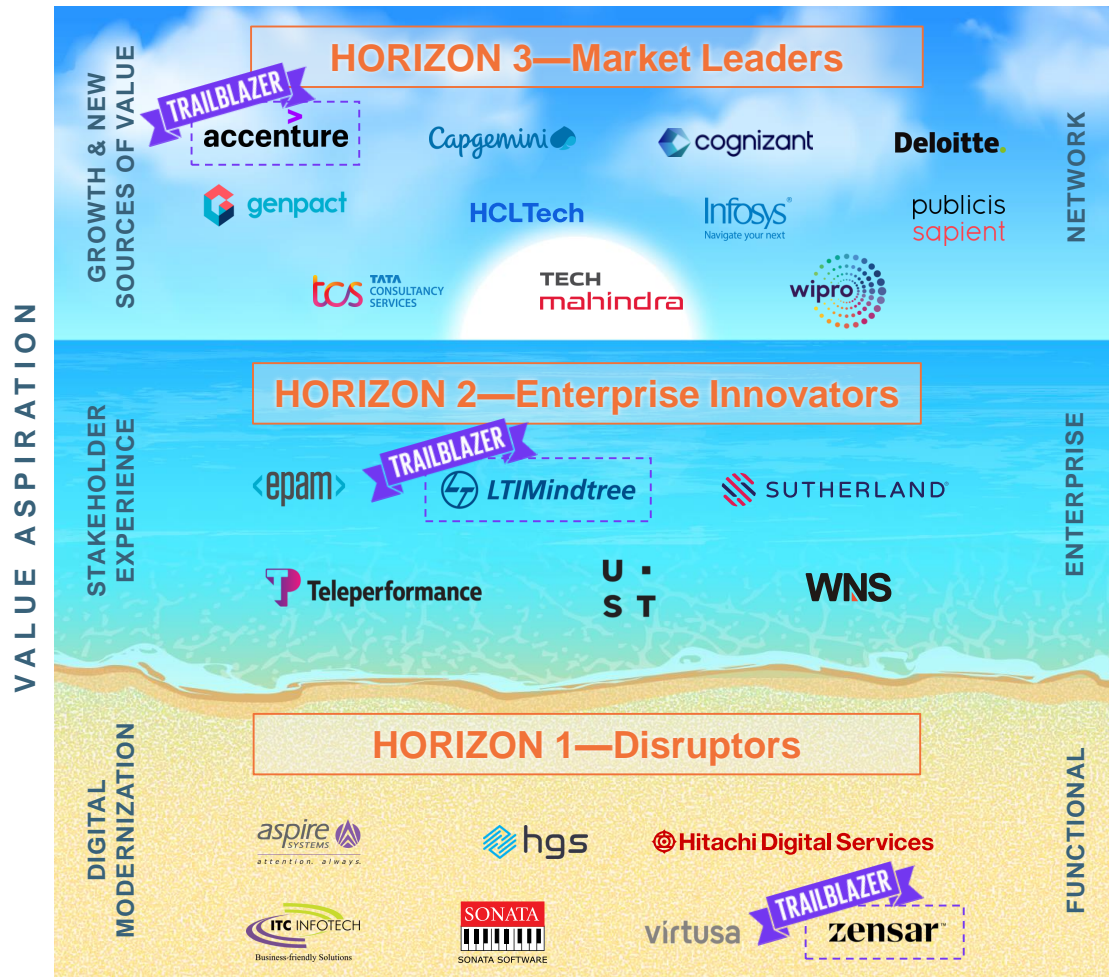 VALUE ASPIRATION
HORIZON 3—Market Leaders
GROWTH & NEW
SOURCES OF VALUE
NETWORK
TRAILBLAZER
>
accenture
Capgemini
cognizant
Deloitte.
genpact
HCLTech
Infosys®
Navigate your next
publicis
sapient
tcs
TATA
CONSULTANCY
SERVICES
TECH
mahindra
wipro
HORIZON 2—Enterprise Innovators
STAKEHOLDER
EXPERIENCE
ENTERPRISE
<epam>
TRAILBLAZER
LTIMindtree
SUTHERLAND®
Teleperformance
U ·
S T
WNS
HORIZON 1—Disruptors
DIGITAL
MODERNIZATION
FUNCTIONAL
aspire
SYSTEMS
attention. always.
hgs
Hitachi Digital Services
ITC INFOTECH
Business-friendly Solutions
SONATA
SONATA SOFTWARE
virtusa
TRAILBLAZER
zensar™